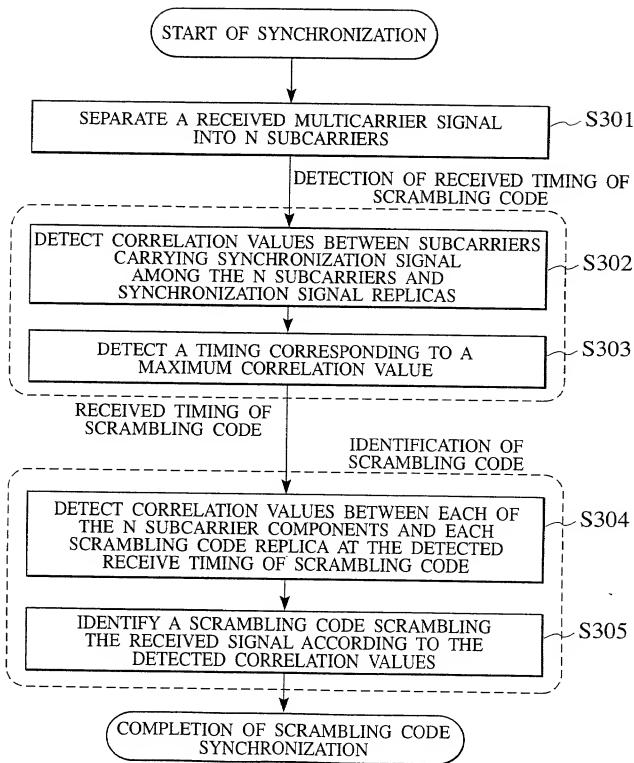 START OF SYNCHRONIZATION
SEPARATE A RECEIVED MULTICARRIER SIGNAL
INTO N SUBCARRIERS
S301
DETECTION OF RECEIVED TIMING OF
SCRAMBLING CODE
DETECT CORRELATION VALUES BETWEEN SUBCARRIERS
CARRYING SYNCHRONIZATION SIGNAL
AMONG THE N SUBCARRIERS AND
SYNCHRONIZATION SIGNAL REPLICAS
S302
DETECT A TIMING CORRESPONDING TO A
MAXIMUM CORRELATION VALUE
S303
RECEIVED TIMING OF
SCRAMBLING CODE
IDENTIFICATION OF
SCRAMBLING CODE
DETECT CORRELATION VALUES BETWEEN EACH OF
THE N SUBCARRIER COMPONENTS AND EACH
SCRAMBLING CODE REPLICA AT THE DETECTED
RECEIVE TIMING OF SCRAMBLING CODE
S304
IDENTIFY A SCRAMBLING CODE SCRAMBLING
THE RECEIVED SIGNAL ACCORDING TO THE
DETECTED CORRELATION VALUES
S305
COMPLETION OF SCRAMBLING CODE
SYNCHRONIZATION